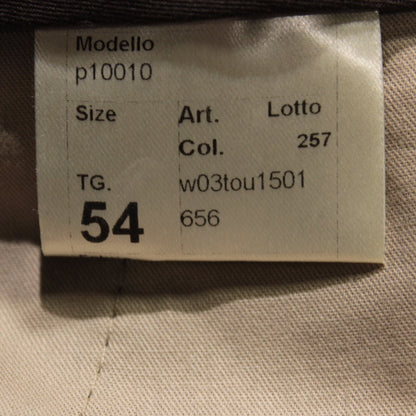 Modello
p10010
Size Art. Lotto
Col. 257
TG. w03tou1501
54 656